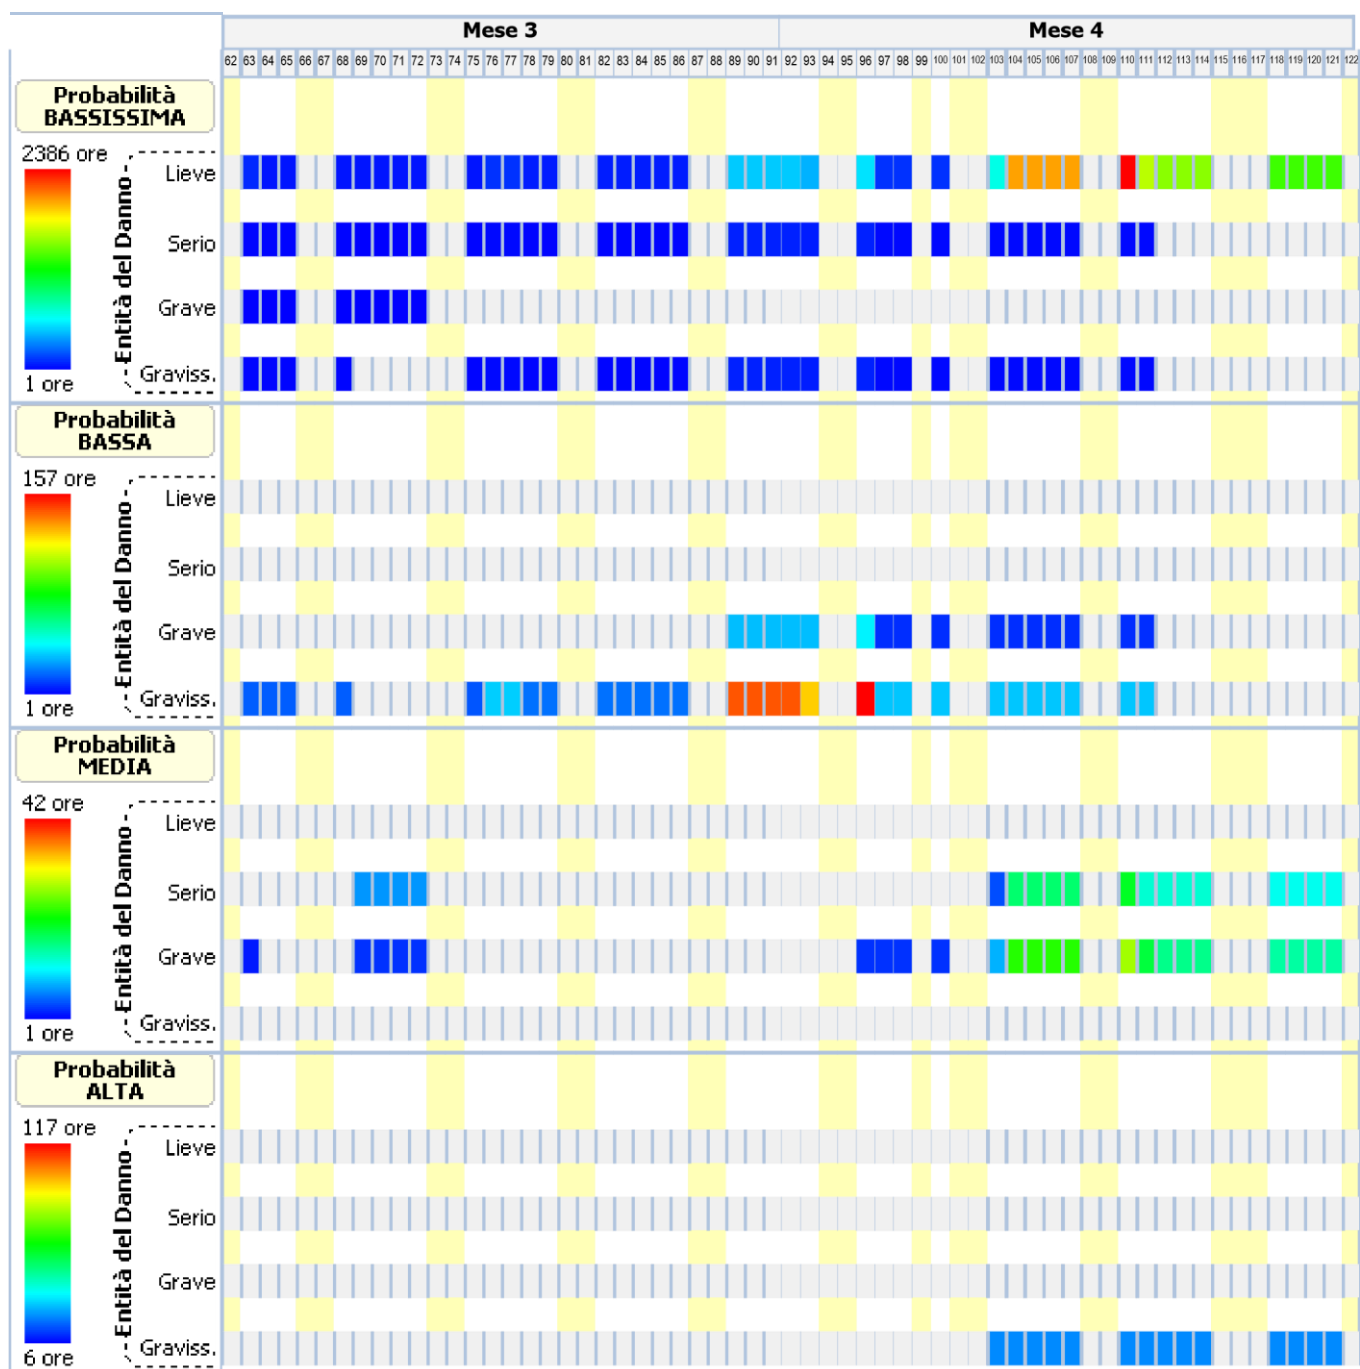 Mese 3 Mese 4
62 63 64 65 66 67 68 69 70 71 72 73 74 75 76 77 78 79 80 81 82 83 84 85 86 87 88 89 90 91 92 93 94 95 96 97 98 99 100 101 102 103 104 105 106 107 108 109 110 111 112 113 114 115 116 117 118 119 120 121 122
Probabilità
BASSISSIMA
2386 ore
Entità del Danno
Lieve
Serio
Grave
Graviss.
1 ore
Probabilità
BASSA
157 ore
Entità del Danno
Lieve
Serio
Grave
Graviss.
1 ore
Probabilità
MEDIA
42 ore
Entità del Danno
Lieve
Serio
Grave
Graviss.
1 ore
Probabilità
ALTA
117 ore
Entità del Danno
Lieve
Serio
Grave
Graviss.
6 ore